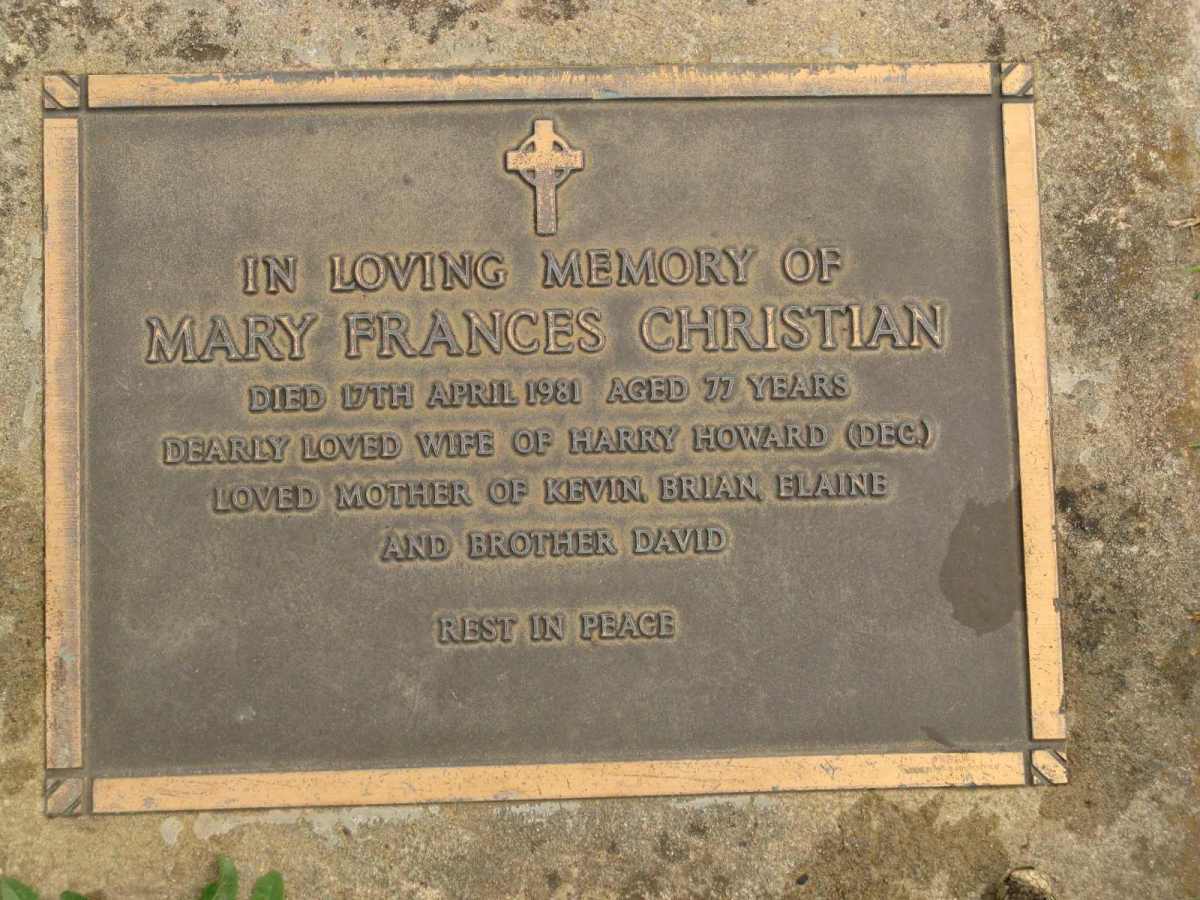 IN LOVING MEMORY OF
MARY FRANCES CHRISTIAN
DIED 17TH APRIL 1981 AGED 77 YEARS
DEARLY LOVED WIFE OF HARRY HOWARD (DEC.)
LOVED MOTHER OF KEVIN, BRIAN, ELAINE
AND BROTHER DAVID
REST IN PEACE